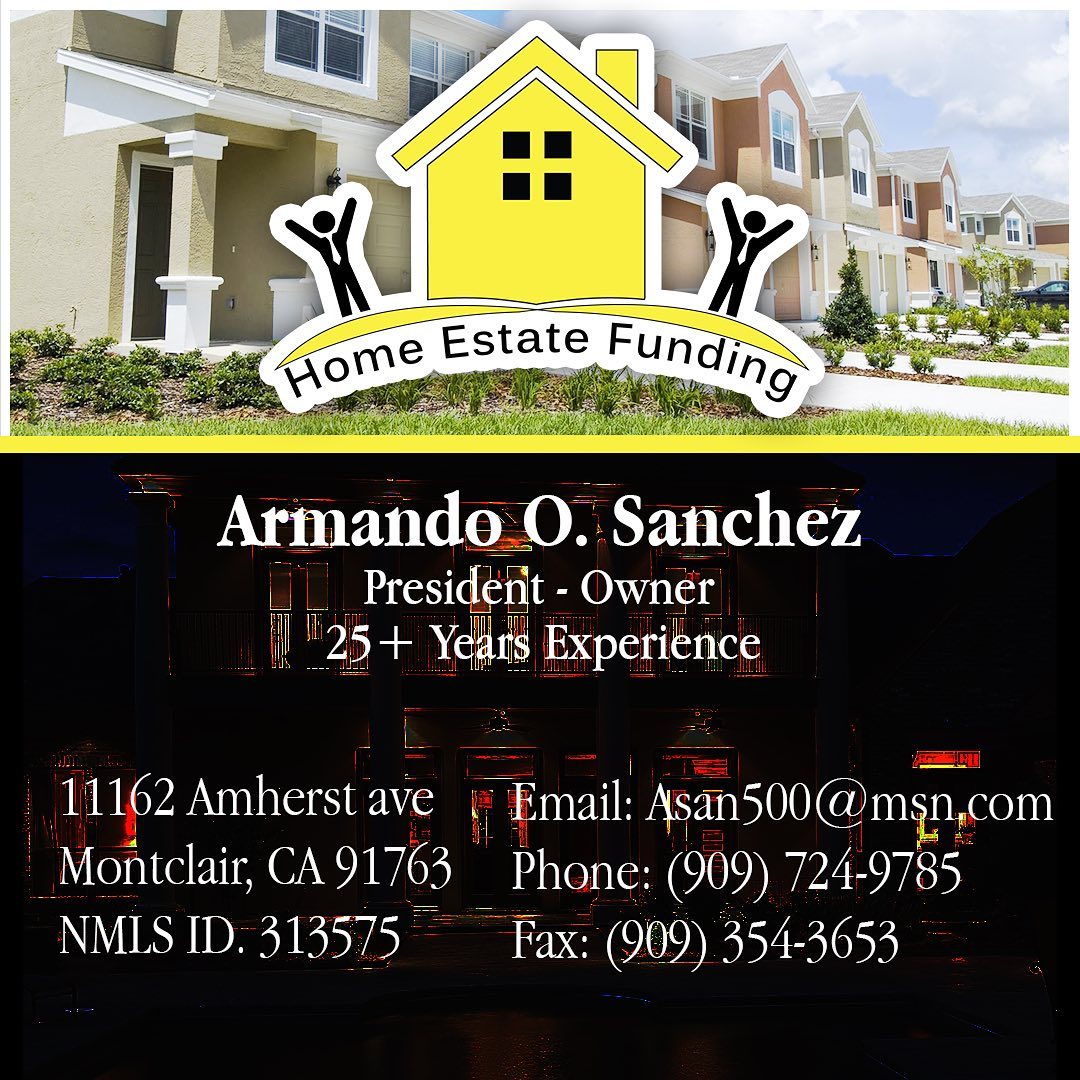 Home Estate Funding
Armando O. Sanchez
President - Owner
25+ Years Experience
11162 Amherst ave
Montclair, CA 91763
NMLS ID. 313575
Email: Asan500@msn.com
Phone: (909) 724-9785
Fax: (909) 354-3653